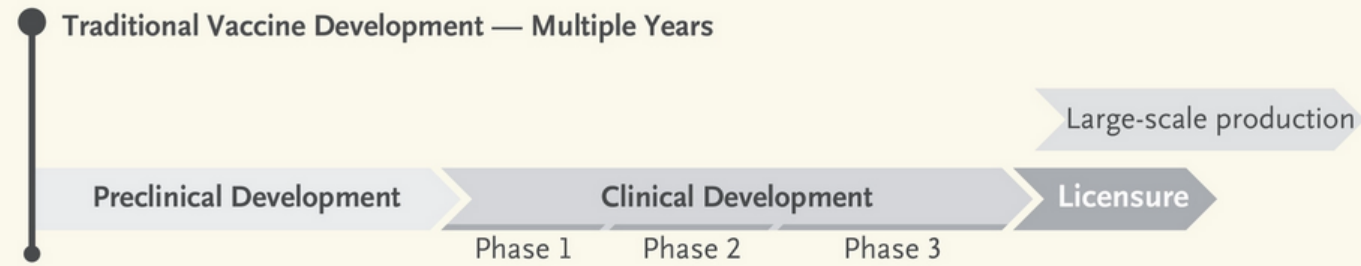 Traditional Vaccine Development — Multiple Years
Large-scale production
Preclinical Development
Clinical Development
Licensure
Phase 1
Phase 2
Phase 3